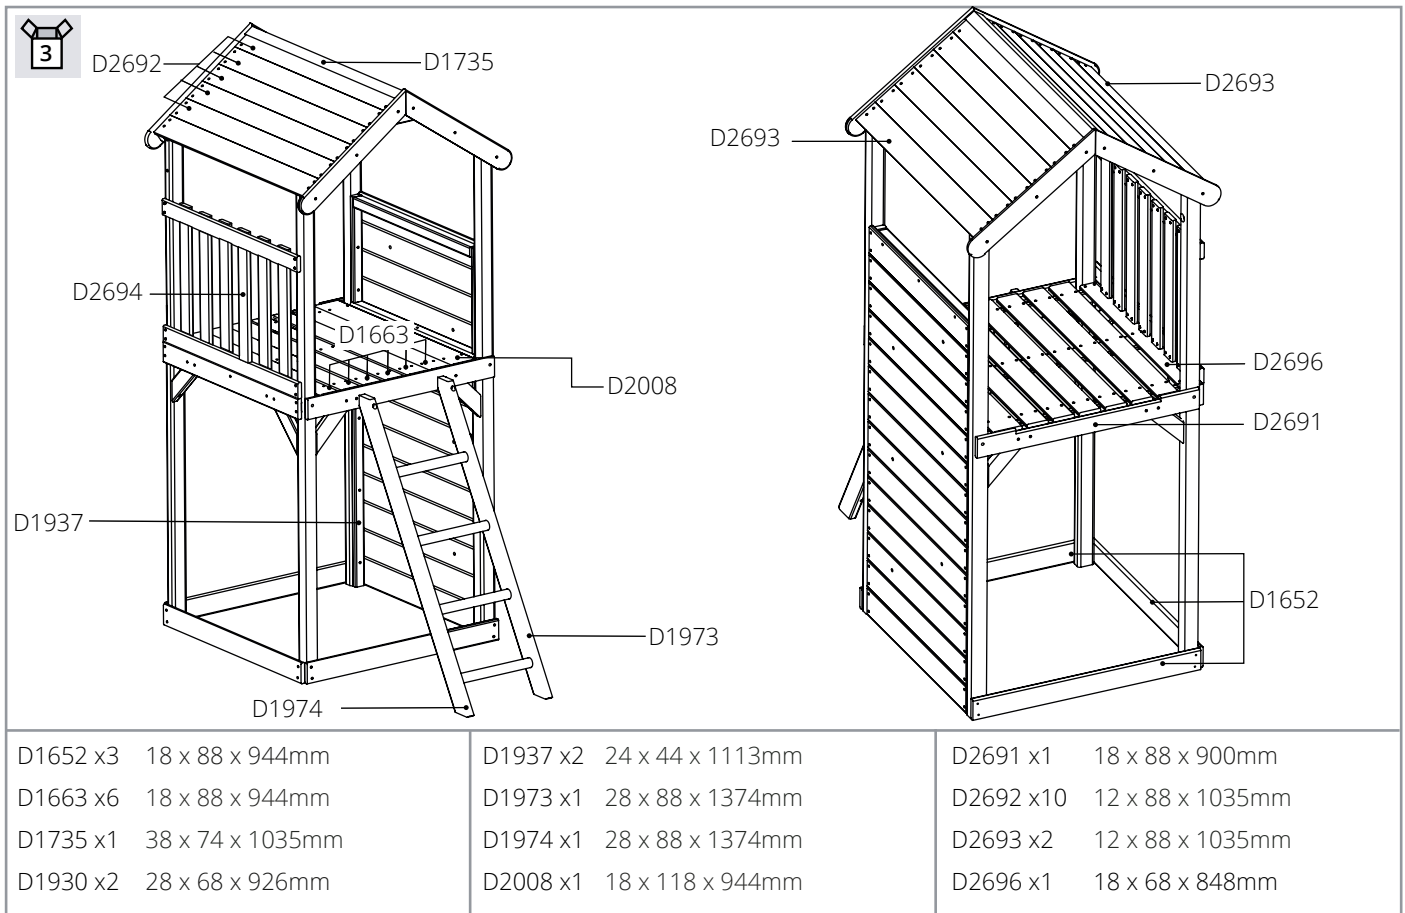 3
D2692
D1735
D2693
D2693
D2694
D1663
D2008
D2696
D2691
D1937
D1652
D1973
D1974
D1652 x3 18 x 88 x 944mm
D1663 x6 18 x 88 x 944mm
D1735 x1 38 x 74 x 1035mm
D1930 x2 28 x 68 x 926mm
D1937 x2 24 x 44 x 1113mm
D1973 x1 28 x 88 x 1374mm
D1974 x1 28 x 88 x 1374mm
D2008 x1 18 x 118 x 944mm
D2691 x1 18 x 88 x 900mm
D2692 x10 12 x 88 x 1035mm
D2693 x2 12 x 88 x 1035mm
D2696 x1 18 x 68 x 848mm